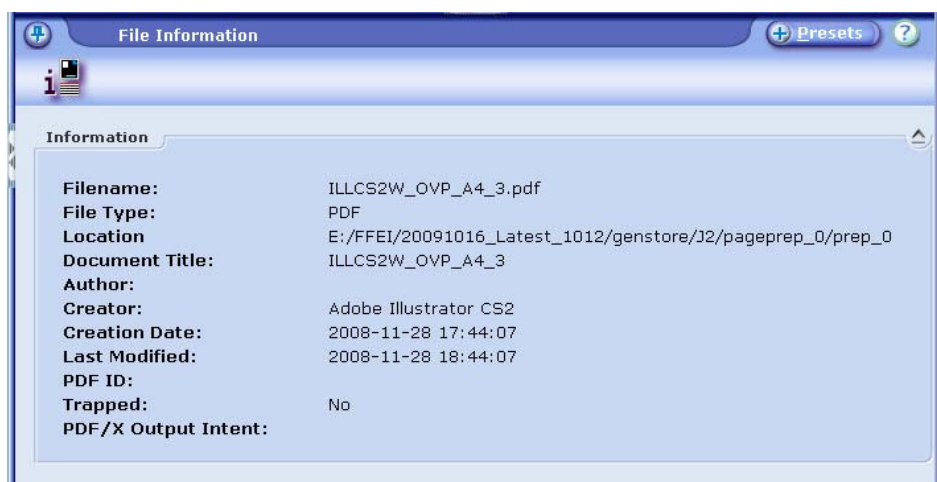 File Information
Presets
?
i
Information
Filename: ILLCS2W_OVP_A4_3.pdf
File Type: PDF
Location E:/FFEI/20091016_Latest_1012/genstore/J2/pageprep_0/prep_0
Document Title: ILLCS2W_OVP_A4_3
Author:
Creator: Adobe Illustrator CS2
Creation Date: 2008-11-28 17:44:07
Last Modified: 2008-11-28 18:44:07
PDF ID:
Trapped: No
PDF/X Output Intent: